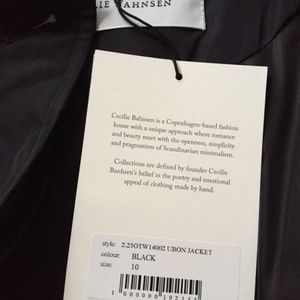 LIE BAHNSEN
Cecilie Bahnsen is a Copenhagen-based fashion
house with a unique approach where romance
and beauty meet with the openness, simplicity
and pragmatism of Scandinavian minimalism.
Collections are defined by founder Cecilie
Bahnsen's belief in the poetry and emotional
appeal of clothing made by hand.
style: 2.23OTW14002 UBON JACKET
colour: BLACK
size: 10